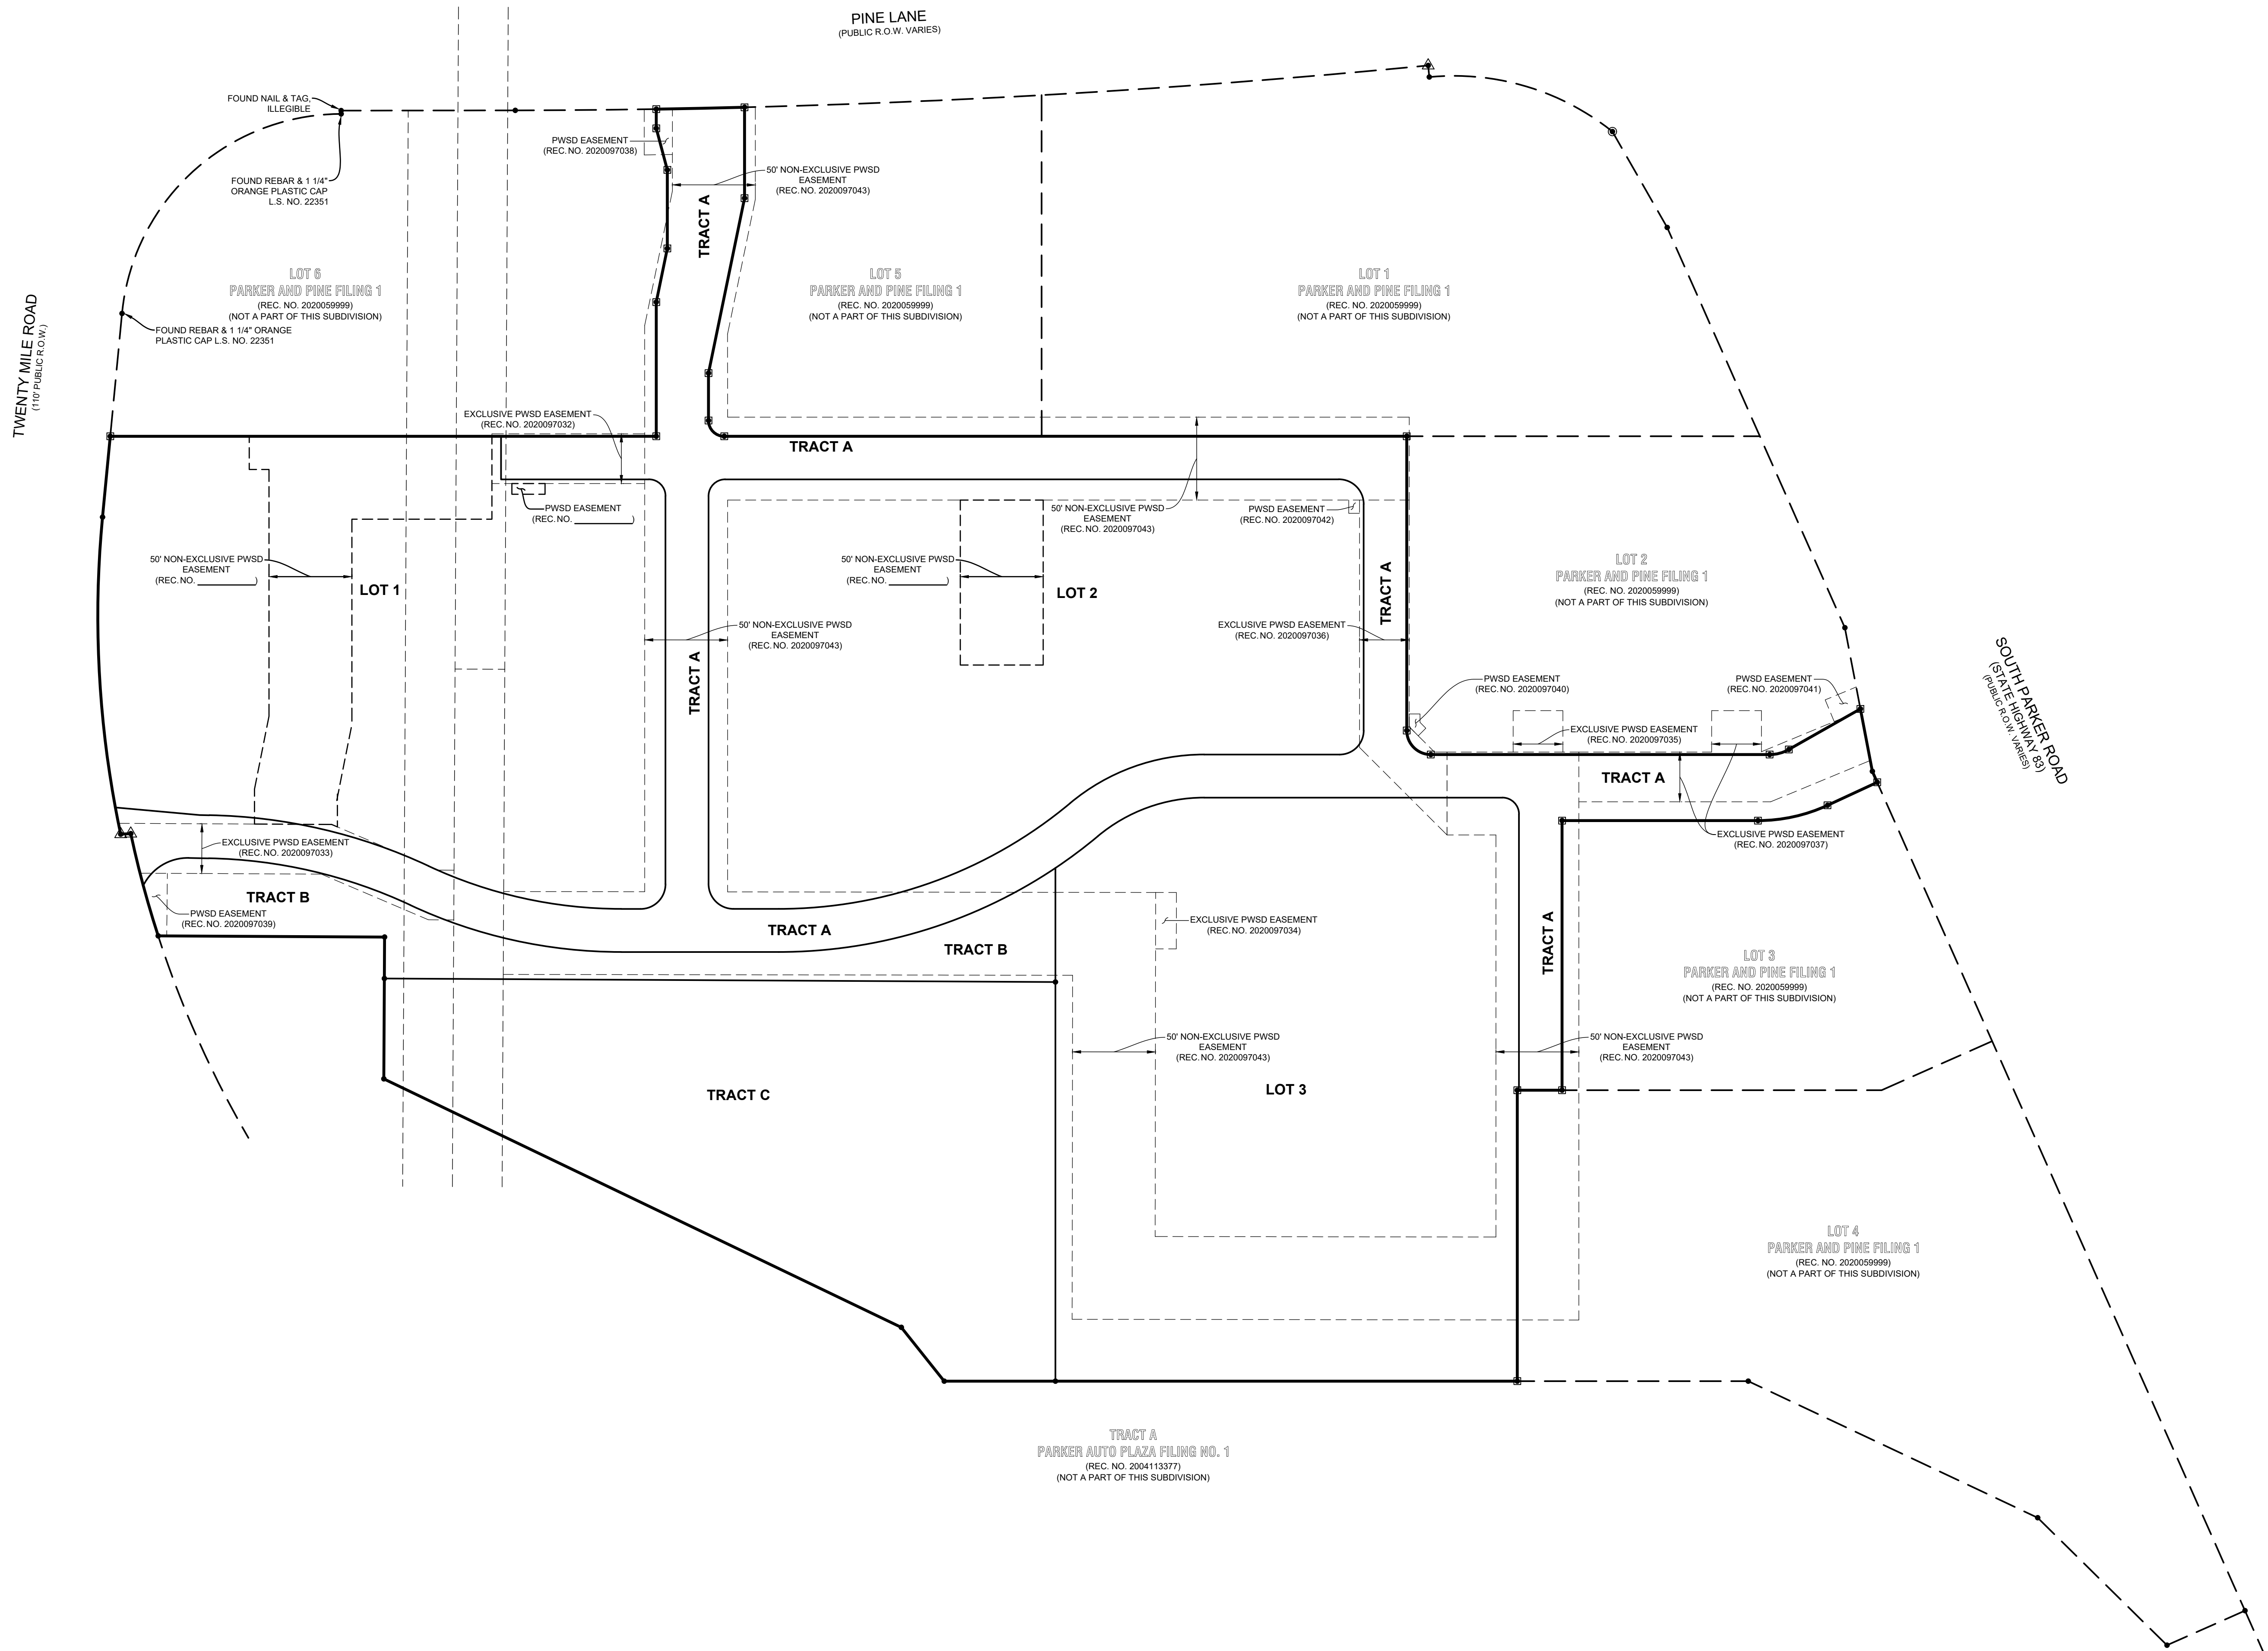 PINE LANE
(PUBLIC R.O.W. VARIES)
FOUND NAIL & TAG,
ILLEGIBLE
PWSD EASEMENT
(REC. NO. 2020097038)
50' NON-EXCLUSIVE PWSD
EASEMENT
(REC. NO. 2020097043)
FOUND REBAR & 1 1/4"
ORANGE PLASTIC CAP
L.S. NO. 22351
TRACT A
LOT 6
PARKER AND PINE FILING 1
(REC. NO. 2020059999)
(NOT A PART OF THIS SUBDIVISION)
LOT 5
PARKER AND PINE FILING 1
(REC. NO. 2020059999)
(NOT A PART OF THIS SUBDIVISION)
LOT 1
PARKER AND PINE FILING 1
(REC. NO. 2020059999)
(NOT A PART OF THIS SUBDIVISION)
TWENTY MILE ROAD
(110' PUBLIC R.O.W.)
FOUND REBAR & 1 1/4" ORANGE
PLASTIC CAP L.S. NO. 22351
EXCLUSIVE PWSD EASEMENT
(REC. NO. 2020097032)
TRACT A
PWSD EASEMENT
(REC. NO. ____________)
50' NON-EXCLUSIVE PWSD
EASEMENT
(REC. NO. 2020097043)
PWSD EASEMENT
(REC. NO. 2020097042)
50' NON-EXCLUSIVE PWSD
EASEMENT
(REC. NO. ____________)
LOT 1
50' NON-EXCLUSIVE PWSD
EASEMENT
(REC. NO. ____________)
LOT 2
TRACT A
LOT 2
PARKER AND PINE FILING 1
(REC. NO. 2020059999)
(NOT A PART OF THIS SUBDIVISION)
50' NON-EXCLUSIVE PWSD
EASEMENT
(REC. NO. 2020097043)
EXCLUSIVE PWSD EASEMENT
(REC. NO. 2020097036)
TRACT A
PWSD EASEMENT
(REC. NO. 2020097040)
PWSD EASEMENT
(REC. NO. 2020097041)
SOUTH PARKER ROAD
(STATE HIGHWAY 83)
(PUBLIC R.O.W. VARIES)
EXCLUSIVE PWSD EASEMENT
(REC. NO. 2020097035)
TRACT A
EXCLUSIVE PWSD EASEMENT
(REC. NO. 2020097037)
EXCLUSIVE PWSD EASEMENT
(REC. NO. 2020097033)
TRACT B
PWSD EASEMENT
(REC. NO. 2020097039)
TRACT A
TRACT B
EXCLUSIVE PWSD EASEMENT
(REC. NO. 2020097034)
TRACT A
LOT 3
PARKER AND PINE FILING 1
(REC. NO. 2020059999)
(NOT A PART OF THIS SUBDIVISION)
50' NON-EXCLUSIVE PWSD
EASEMENT
(REC. NO. 2020097043)
50' NON-EXCLUSIVE PWSD
EASEMENT
(REC. NO. 2020097043)
TRACT C
LOT 3
LOT 4
PARKER AND PINE FILING 1
(REC. NO. 2020059999)
(NOT A PART OF THIS SUBDIVISION)
TRACT A
PARKER AUTO PLAZA FILING NO. 1
(REC. NO. 2004113377)
(NOT A PART OF THIS SUBDIVISION)